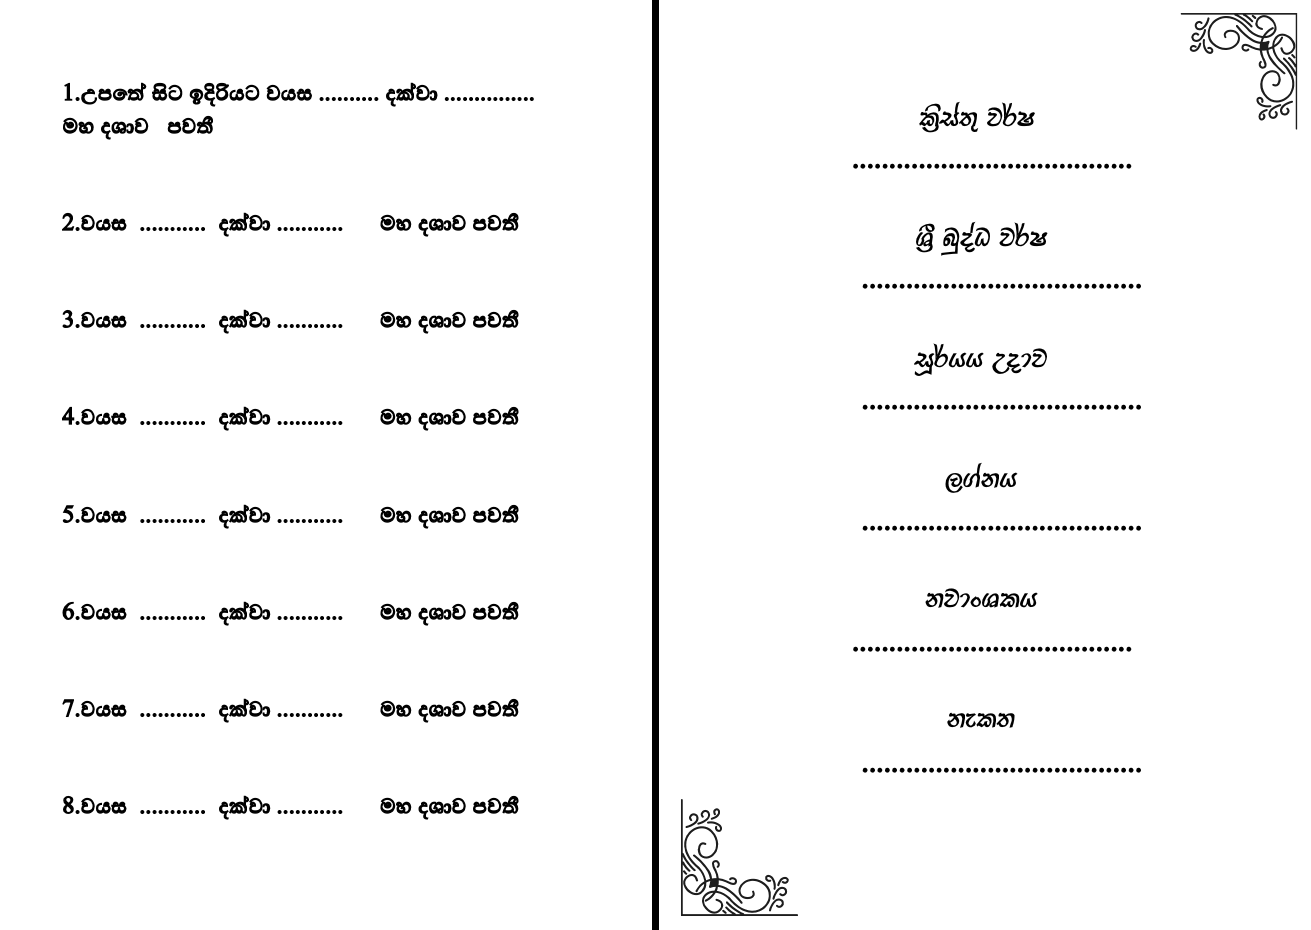 1.උපතේ සිට ඉදිරියට වයස .......... දක්වා ...............
මහ දශාව පවතී
2.වයස ........... දක්වා ........... මහ දශාව පවතී
3.වයස ........... දක්වා ........... මහ දශාව පවතී
4.වයස ........... දක්වා ........... මහ දශාව පවතී
5.වයස ........... දක්වා ........... මහ දශාව පවතී
6.වයස ........... දක්වා ........... මහ දශාව පවතී
7.වයස ........... දක්වා ........... මහ දශාව පවතී
8.වයස ........... දක්වා ........... මහ දශාව පවතී
ක්‍රිස්තු වර්ෂ
......................................
ශ්‍රී බුද්ධ වර්ෂ
......................................
සූර්යය උදාව
......................................
ලග්නය
......................................
නවාංශකය
......................................
නැකත
......................................